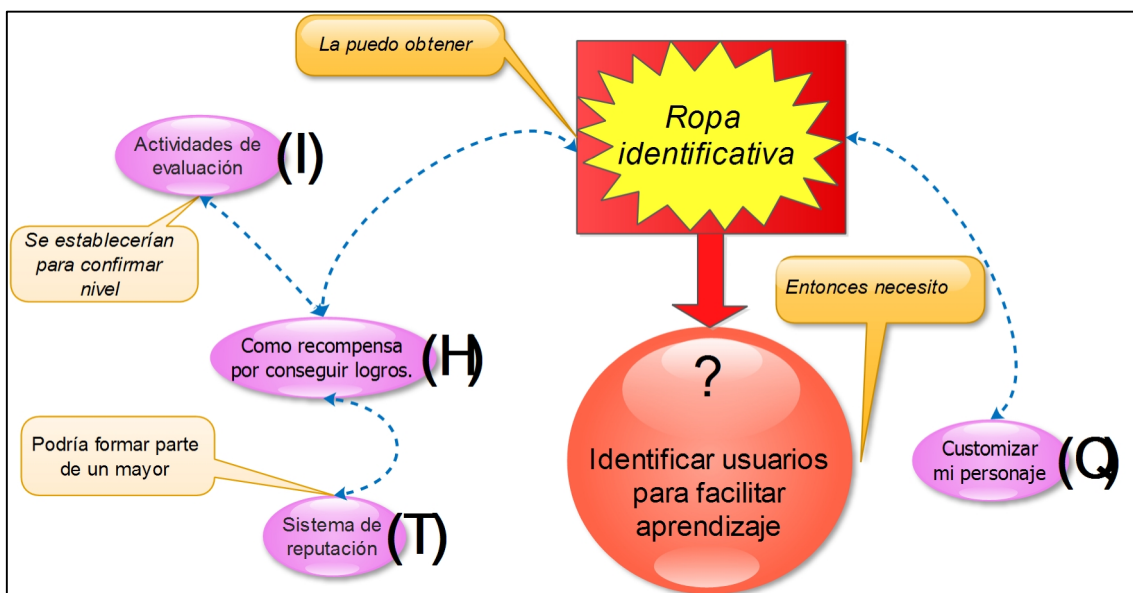 La puedo obtener
Ropa
identificativa
Actividades de
evaluación
(I)
Se establecerían
para confirmar
nivel
Entonces necesito
Como recompensa
por conseguir logros.
(H)
?
Identificar usuarios
para facilitar
aprendizaje
Podría formar parte
de un mayor
Customizar
mi personaje
(Q)
Sistema de
reputación
(T)